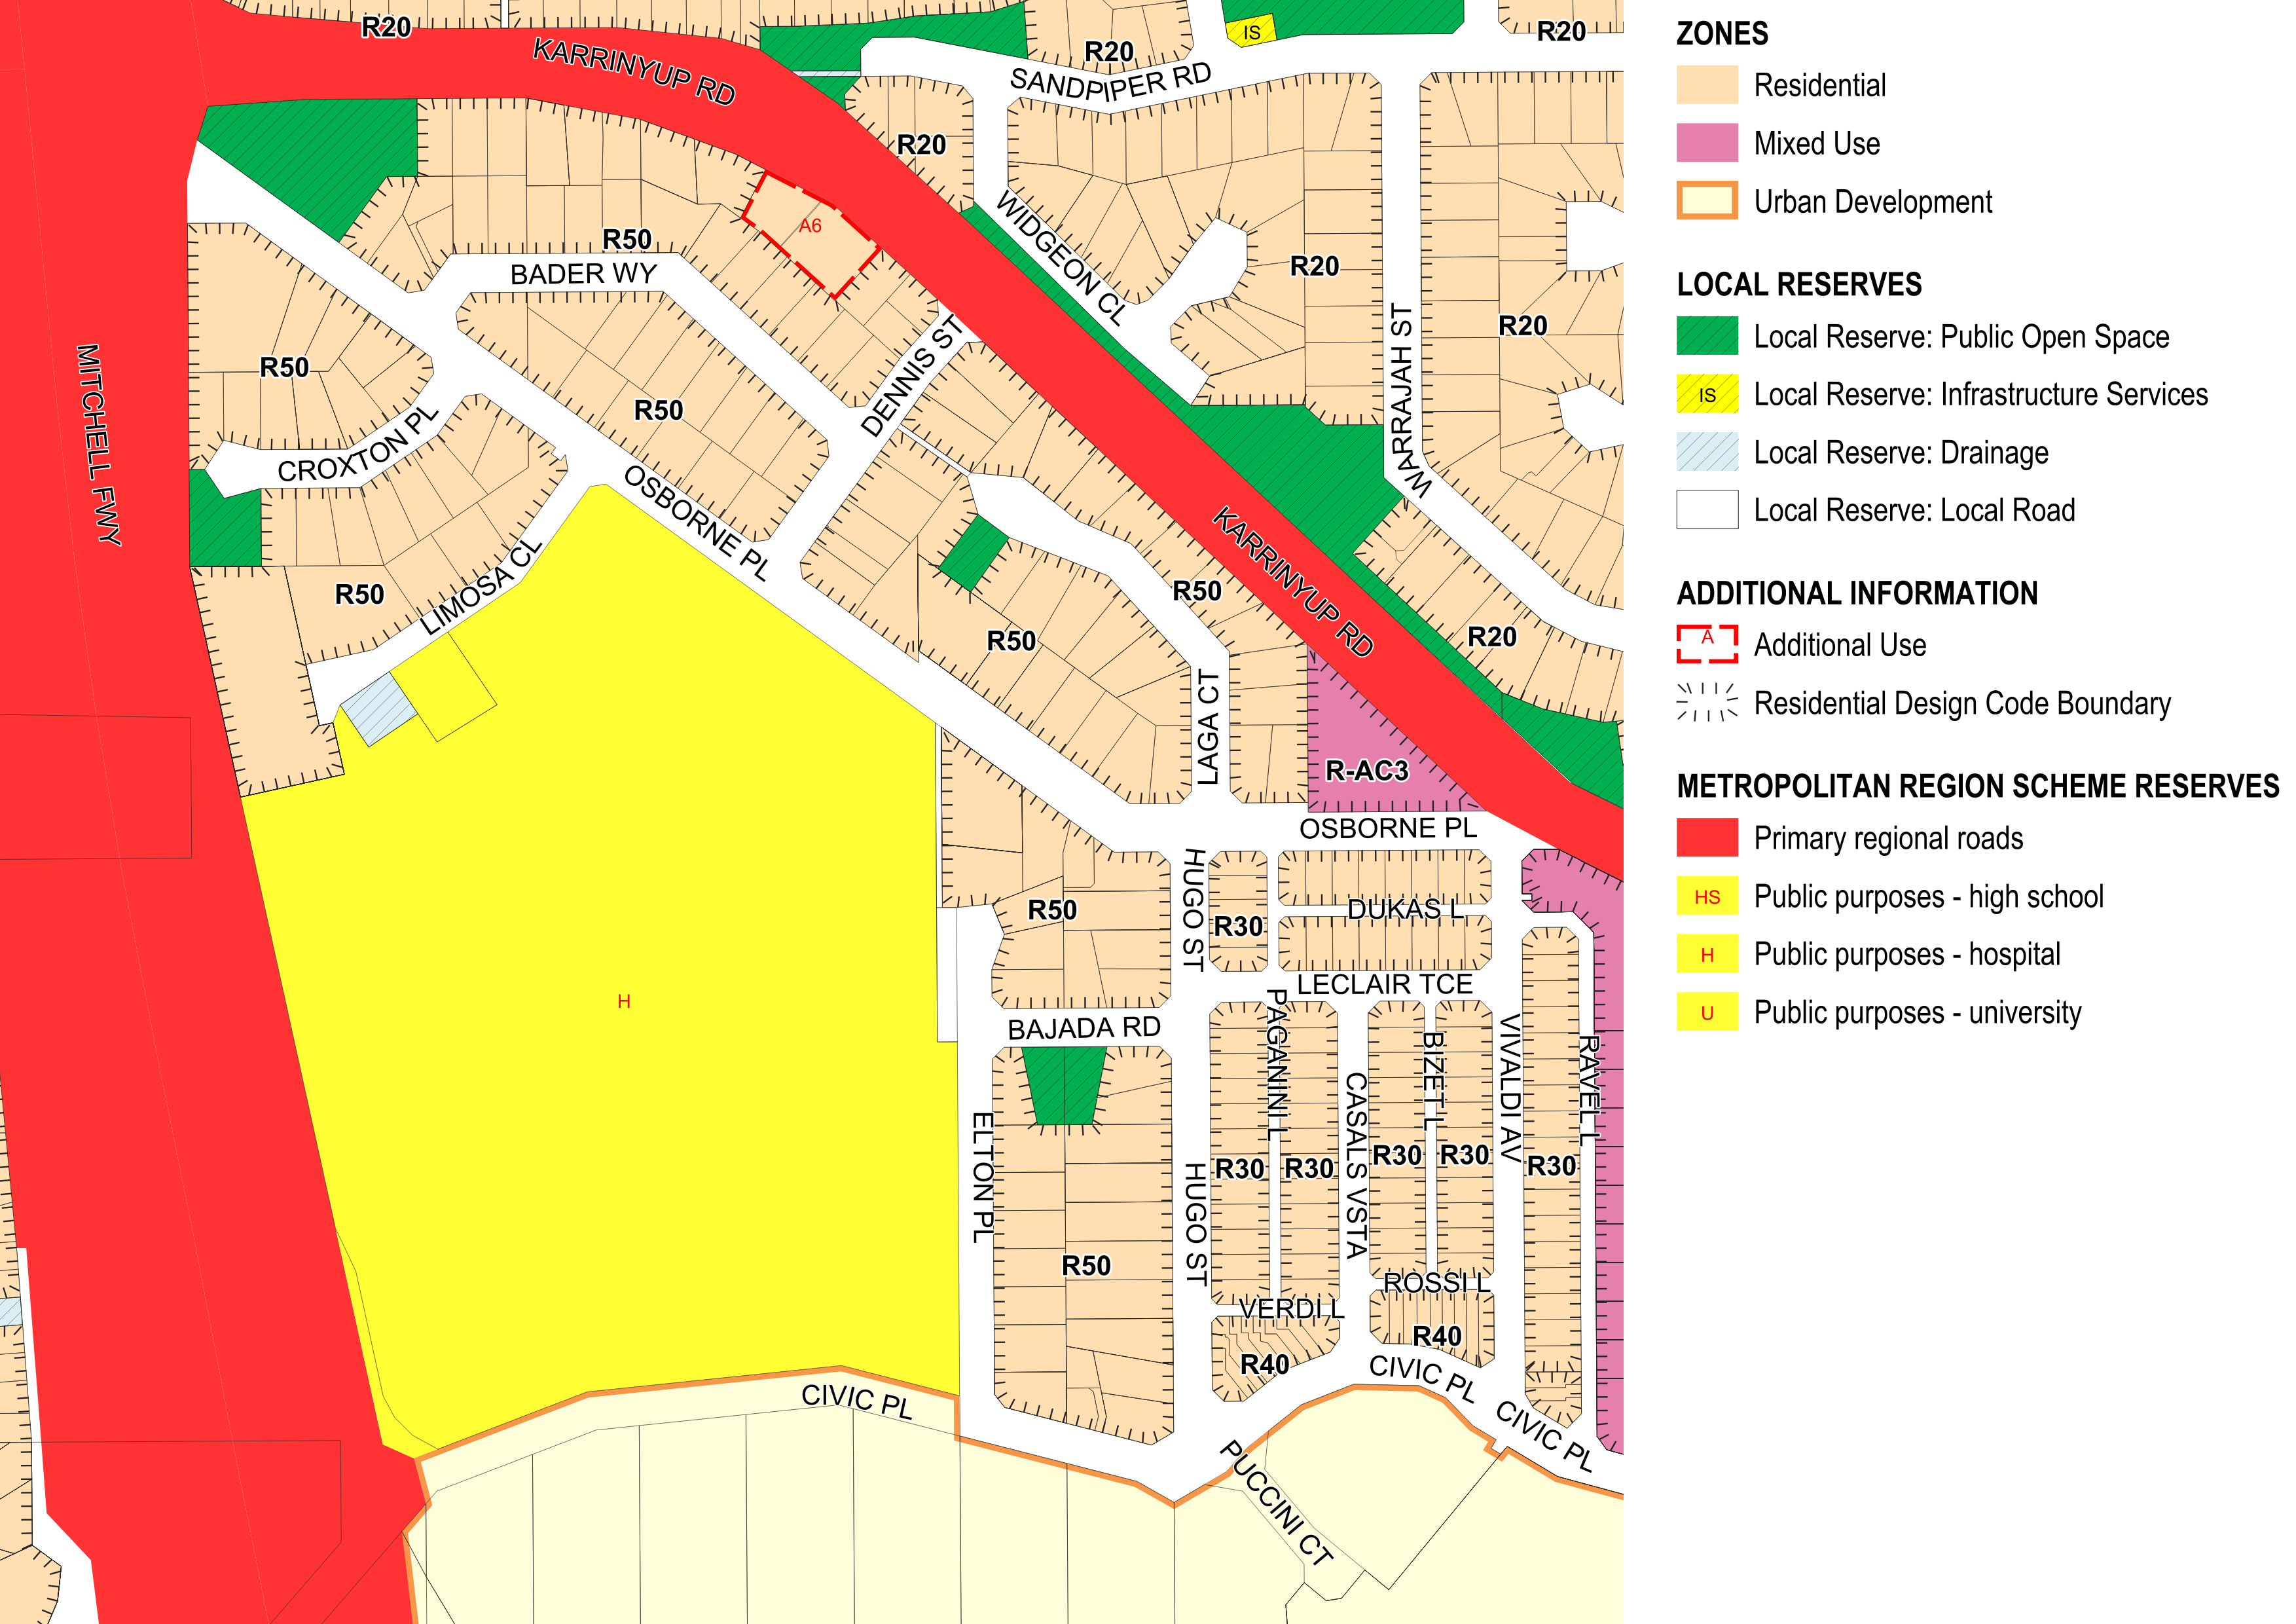 R20
R20
IS
R20
KARRINYUP RD
SANDPIPER RD
R20
WIDGEON CL
A6
R50
BADER WY
R20
R20
R50
MITCHELL FWY
DENNIS ST
WARRAJAH ST
R50
CROXTON PL
OSBORNE PL
KARRINYUP RD
LIMOSA CL
R50
R50
R50
R20
LAGA CT
R-AC3
OSBORNE PL
HUGO ST
R50
R30
DUKAS L
LECLAIR TCE
H
BAJADA RD
PAGANINI L
CASALS VSTA
BIZET L
VIVALDI AV
RAVEL L
ELTON PL
HUGO ST
R30
R30
R30
R30
R30
R50
ROSSI L
VERDI L
R40
R40
CIVIC PL
CIVIC PL
CIVIC PL
PUCCINI CT
ZONES
Residential
Mixed Use
Urban Development
LOCAL RESERVES
Local Reserve: Public Open Space
IS Local Reserve: Infrastructure Services
Local Reserve: Drainage
Local Reserve: Local Road
ADDITIONAL INFORMATION
A Additional Use
Residential Design Code Boundary
METROPOLITAN REGION SCHEME RESERVES
Primary regional roads
HS Public purposes - high school
H Public purposes - hospital
U Public purposes - university